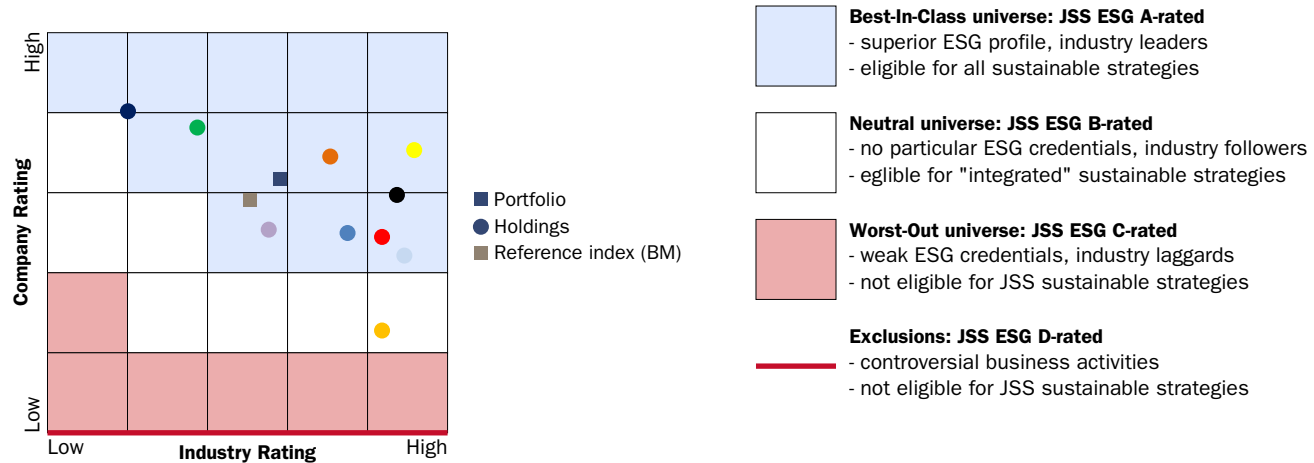 High
Company Rating
Low
Low
High
Industry Rating
Portfolio
Holdings
Reference index (BM)
Best-In-Class universe: JSS ESG A-rated
- superior ESG profile, industry leaders
- eligible for all sustainable strategies
Neutral universe: JSS ESG B-rated
- no particular ESG credentials, industry followers
- eglible for "integrated" sustainable strategies
Worst-Out universe: JSS ESG C-rated
- weak ESG credentials, industry laggards
- not eligible for JSS sustainable strategies
Exclusions: JSS ESG D-rated
- controversial business activities
- not eligible for JSS sustainable strategies